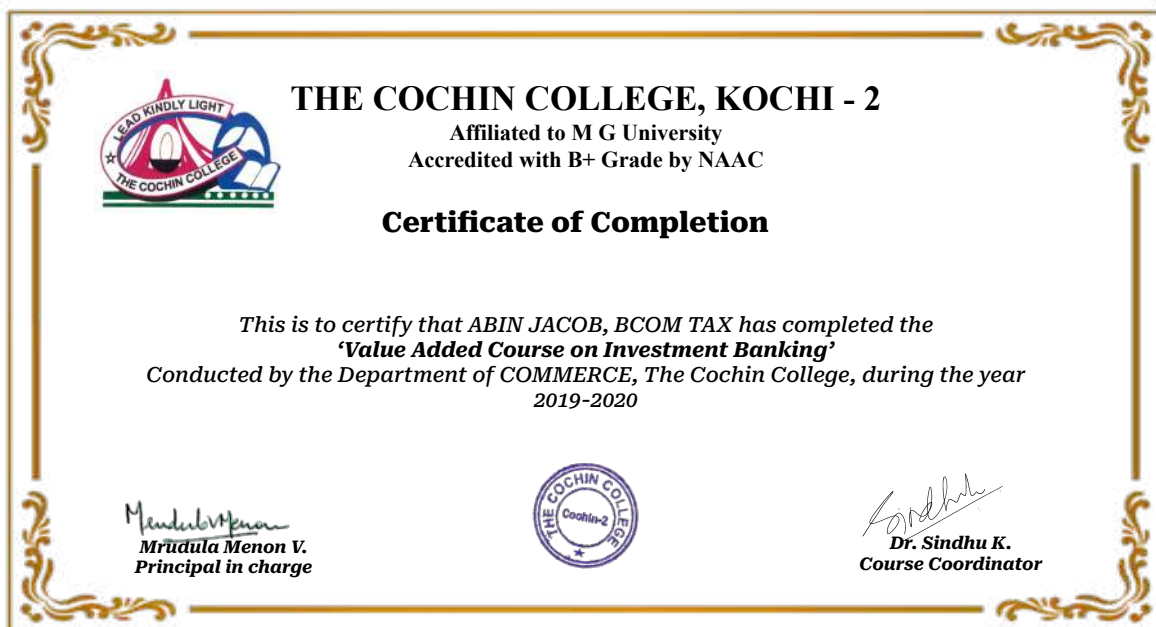 THE COCHIN COLLEGE, KOCHI - 2
Affiliated to M G University
Accredited with B+ Grade by NAAC
LEAD KINDLY LIGHT
THE COCHIN COLLEGE
Certificate of Completion
This is to certify that ABIN JACOB, BCOM TAX has completed the
‘Value Added Course on Investment Banking’
Conducted by the Department of COMMERCE, The Cochin College, during the year
2019-2020
THE COCHIN COLLEGE
Cochin-2
MrudulaVMenon
Mrudula Menon V.
Principal in charge
Sindhu
Dr. Sindhu K.
Course Coordinator